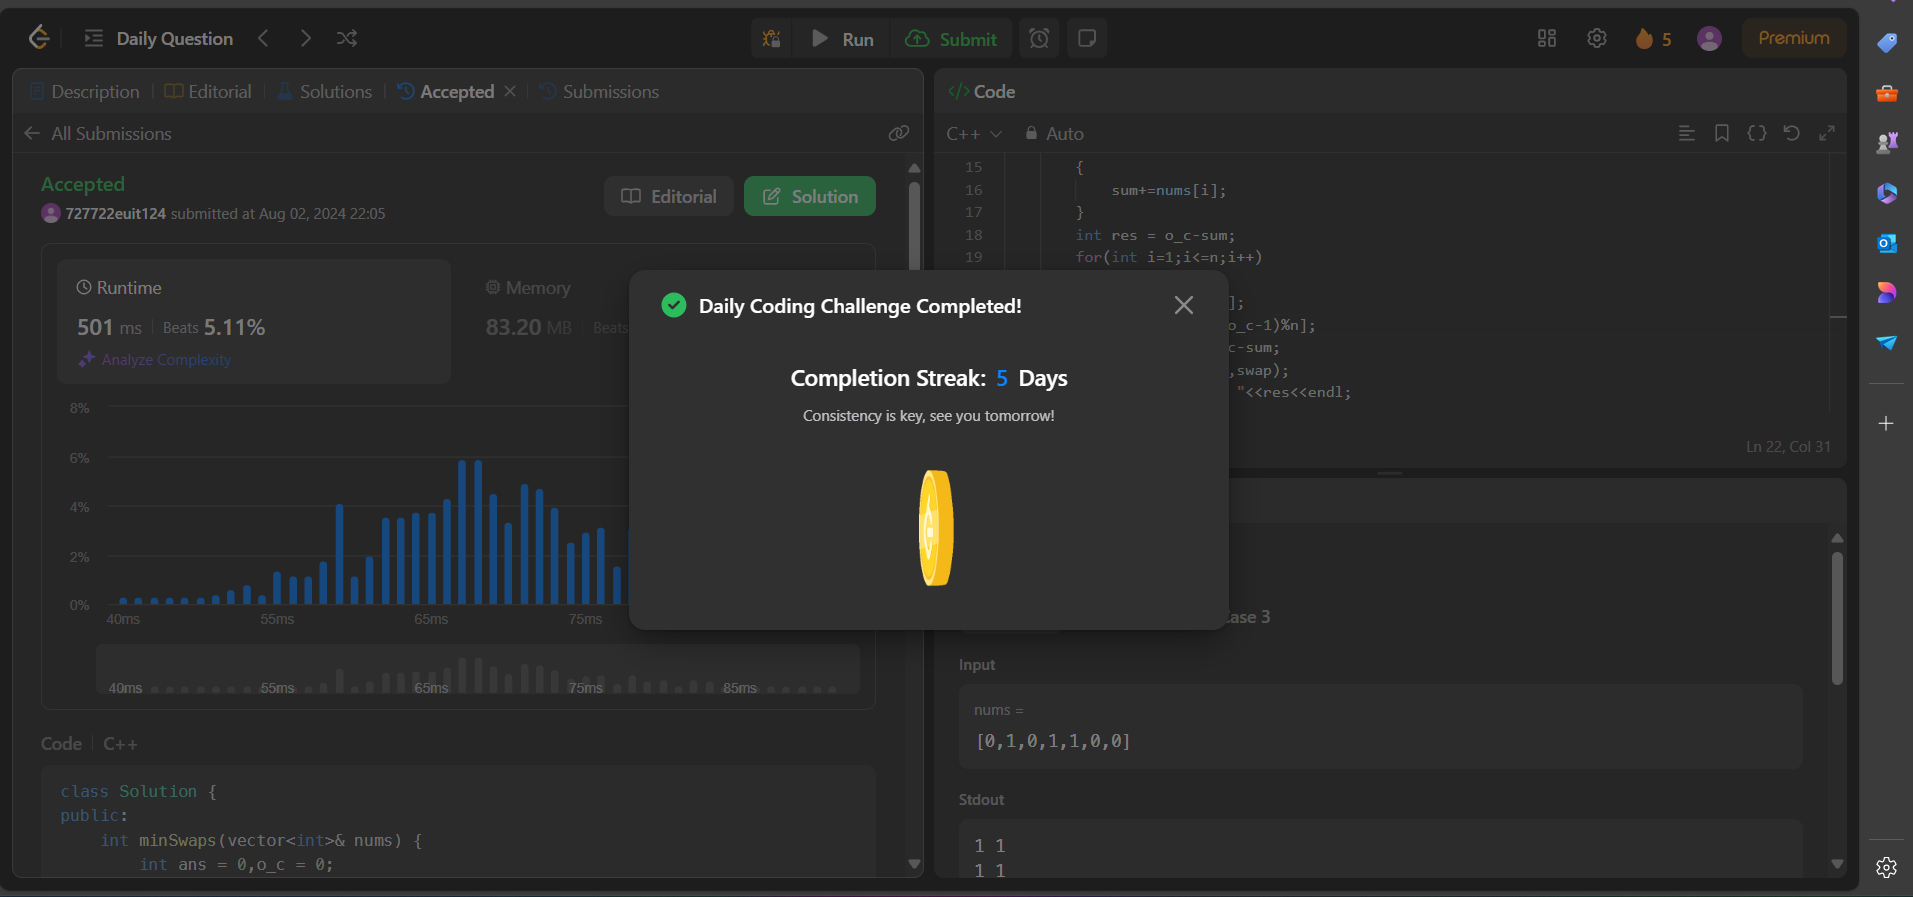 Daily Question
Run
Submit
5
Premium
Description
Editorial
Solutions
Accepted
Submissions
All Submissions
Accepted
727722euit124 submitted at Aug 02, 2024 22:05
Editorial
Solution
Runtime
501 ms
Beats 5.11%
Analyze Complexity
Memory
83.20 MB
Beats
8%
6%
4%
2%
0%
40ms
55ms
65ms
75ms
40ms
55ms
65ms
75ms
85ms
Code
C++
class Solution {
public:
int minSwaps(vector<int>& nums) {
int ans = 0,o_c = 0;
Daily Coding Challenge Completed!
Completion Streak: 5 Days
Consistency is key, see you tomorrow!
</> Code
C++
Auto
15 {
16 sum+=nums[i];
17 }
18 int res = o_c-sum;
19 for(int i=1;i<=n;i++)
];
o_c-1)%n];
c-sum;
,swap);
"<<res<<endl;
Ln 22, Col 31
Case 3
Input
nums =
[0,1,0,1,1,0,0]
Stdout
1 1
1 1